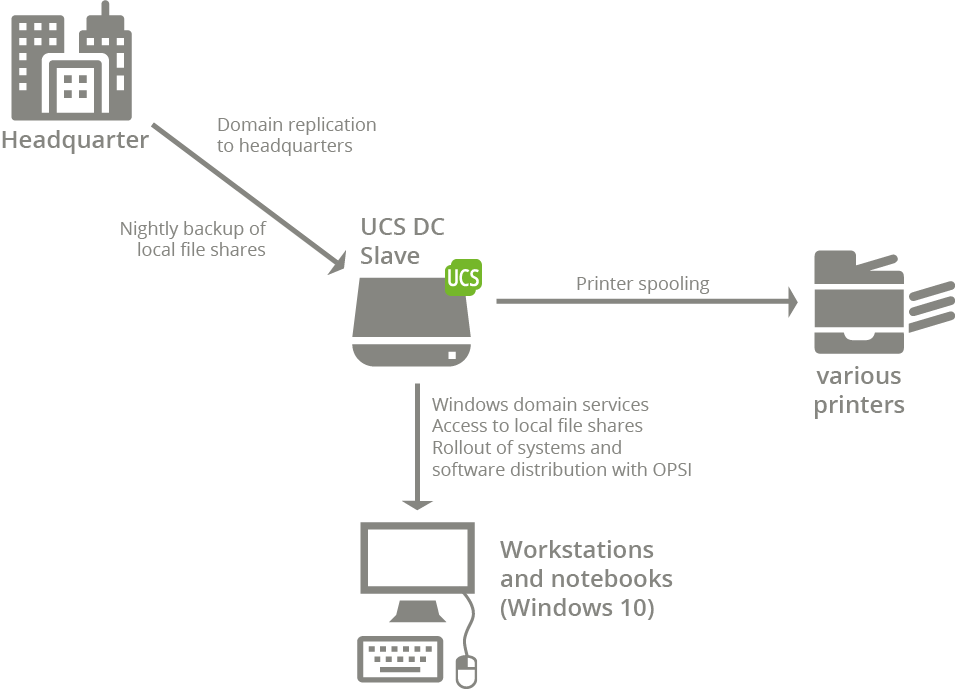 Headquarter
Domain replication
to headquarters
Nightly backup of
local file shares
UCS DC
Slave
UCS
Printer spooling
various
printers
Windows domain services
Access to local file shares
Rollout of systems and
software distribution with OPSI
Workstations
and notebooks
(Windows 10)